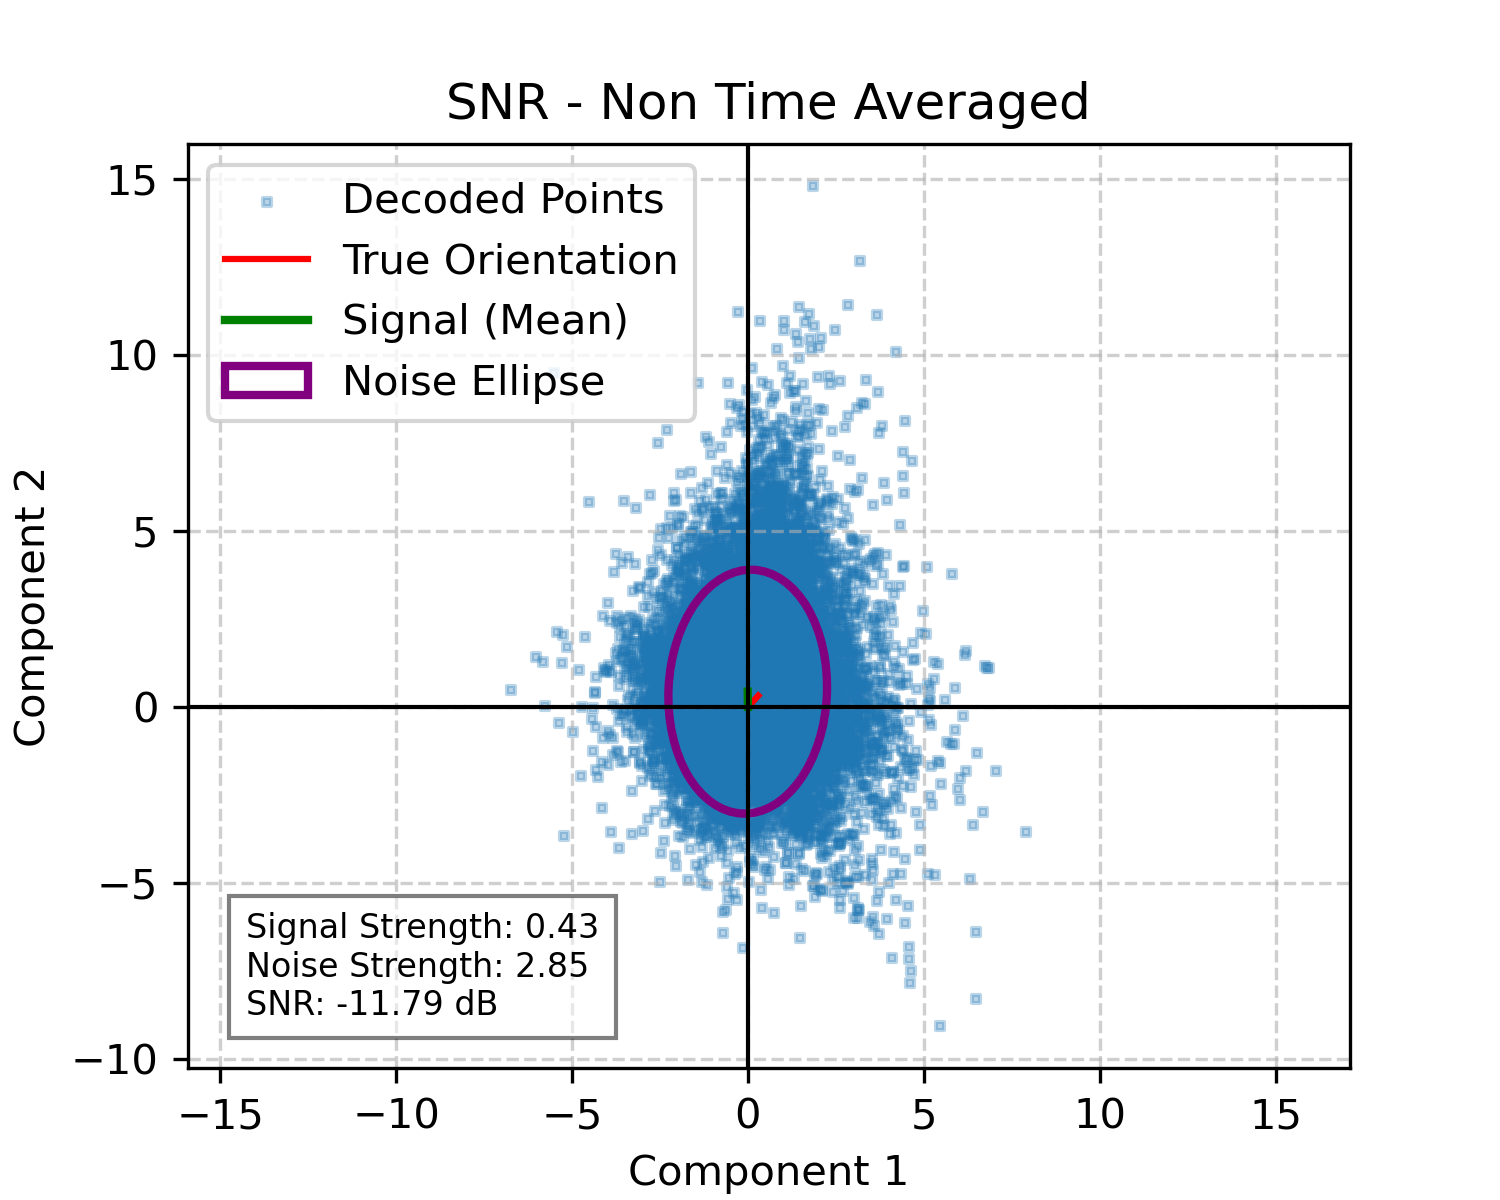 SNR - Non Time Averaged
Decoded Points
True Orientation
Signal (Mean)
Noise Ellipse
15
10
5
0
−5
−10
Component 2
Signal Strength: 0.43
Noise Strength: 2.85
SNR: -11.79 dB
−15 −10 −5 0 5 10 15
Component 1